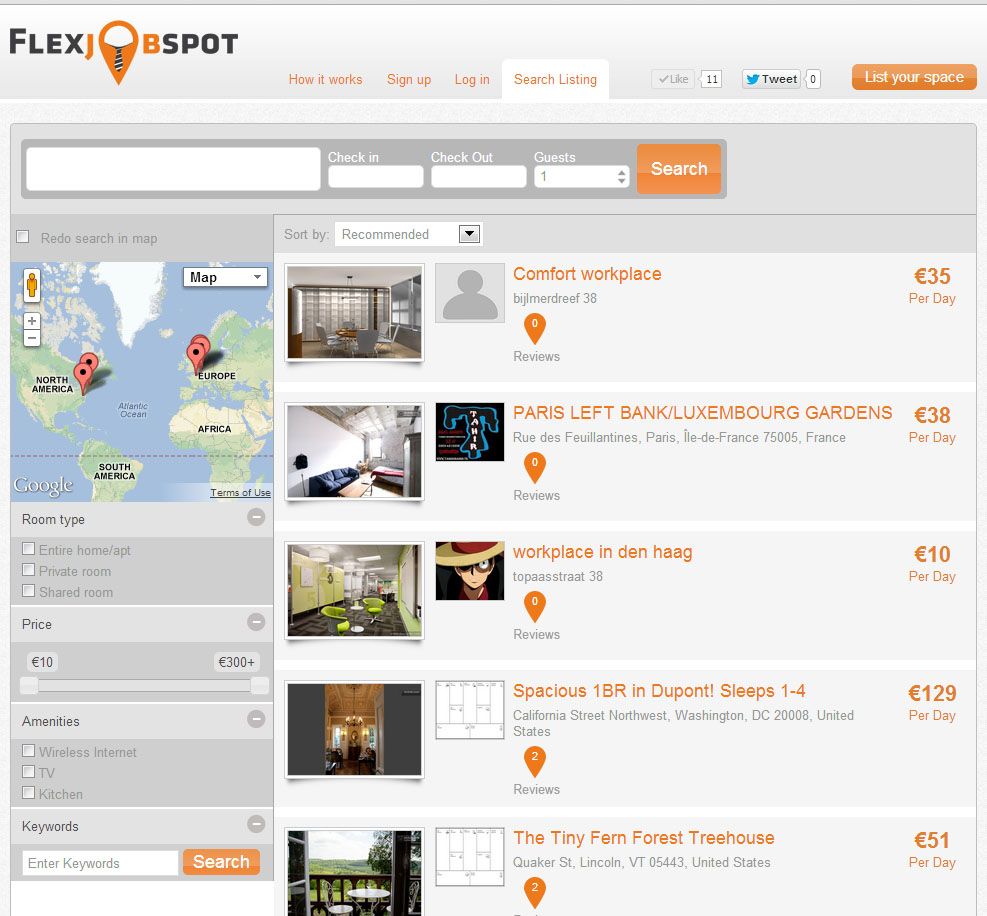 FLEXJOBSPOT
How it works
Sign up
Log in
Search Listing
Like
11
Tweet
0
List your space
Check in
Check Out
Guests
1
Search
Redo search in map
Sort by:
Recommended
Map
NORTH
AMERICA
EUROPE
Atlantic
Ocean
AFRICA
SOUTH
AMERICA
Google
Terms of Use
Room type
Entire home/apt
Private room
Shared room
Price
€10
€300+
Amenities
Wireless Internet
TV
Kitchen
Keywords
Enter Keywords
Search
Comfort workplace
bijlmerdreef 38
0
Reviews
€35
Per Day
TAHIR
PARIS LEFT BANK/LUXEMBOURG GARDENS
Rue des Feuillantines, Paris, Île-de-France 75005, France
0
Reviews
€38
Per Day
workplace in den haag
topaasstraat 38
0
Reviews
€10
Per Day
Spacious 1BR in Dupont! Sleeps 1-4
California Street Northwest, Washington, DC 20008, United
States
2
Reviews
€129
Per Day
The Tiny Fern Forest Treehouse
Quaker St, Lincoln, VT 05443, United States
2
€51
Per Day